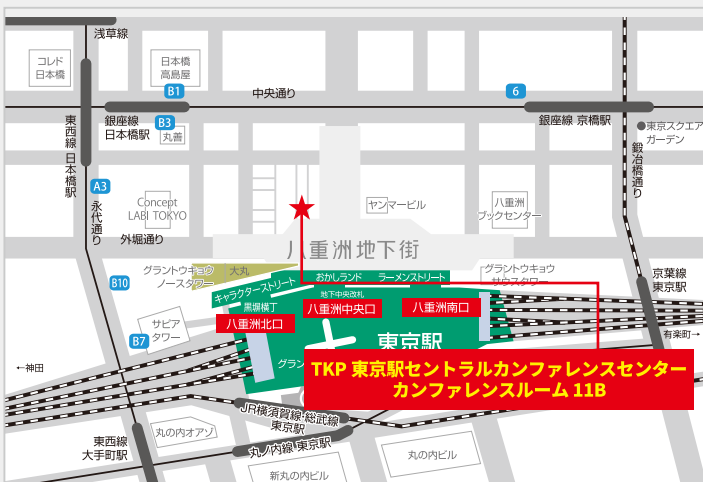 浅草線
コレド
日本橋
日本橋
高島屋
B1
中央通り
6
東西線 日本橋駅
銀座線
日本橋駅
B3
丸善
銀座線 京橋駅
東京スクエア
ガーデン
鍛冶橋通り
A3
永代通り
Concept
LABI TOKYO
外堀通り
ヤンマービル
八重洲
ブックセンター
八重洲地下街
グラントウキョウ
ノースタワー
大丸
キャラクターストリート
おかしランド
ラーメンストリート
グラントウキョウ
サウスタワー
京葉線
東京駅
B10
黒塀横丁
地下中央改札
八重洲北口
八重洲中央口
八重洲南口
サピア
タワー
B7
東京駅
有楽町→
←神田
グラン
TKP 東京駅セントラルカンファレンスセンター
カンファレンスルーム 11B
JR横須賀線·総武線
東京駅
丸ノ内線 東京駅
東西線
大手町駅
丸の内オアゾ
新丸の内ビル
丸の内ビル